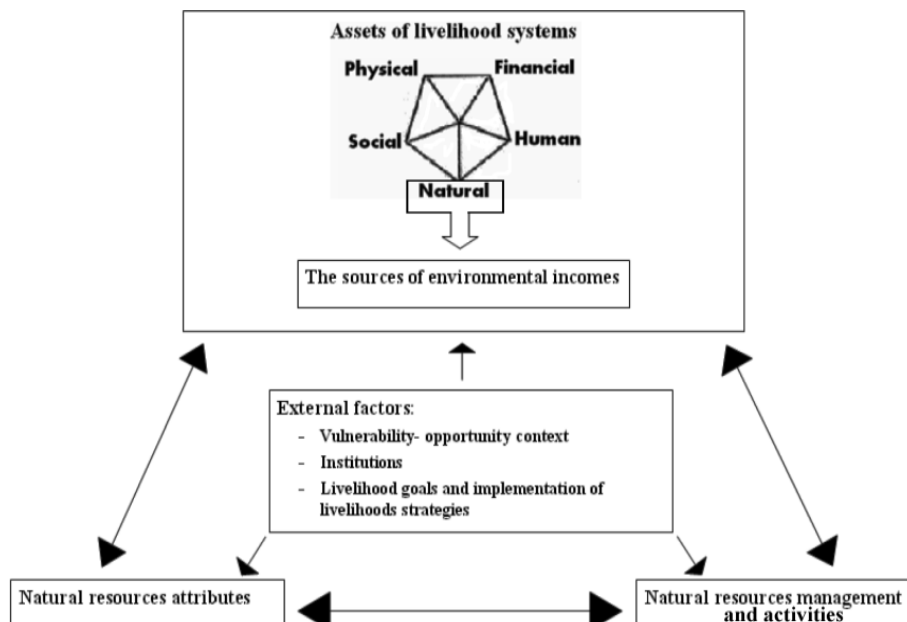 Assets of livelihood systems
Physical Financial
Social Human
Natural
The sources of environmental incomes
External factors:
- Vulnerability- opportunity context
- Institutions
- Livelihood goals and implementation of
livelihoods strategies
Natural resources attributes
Natural resources management
and activities